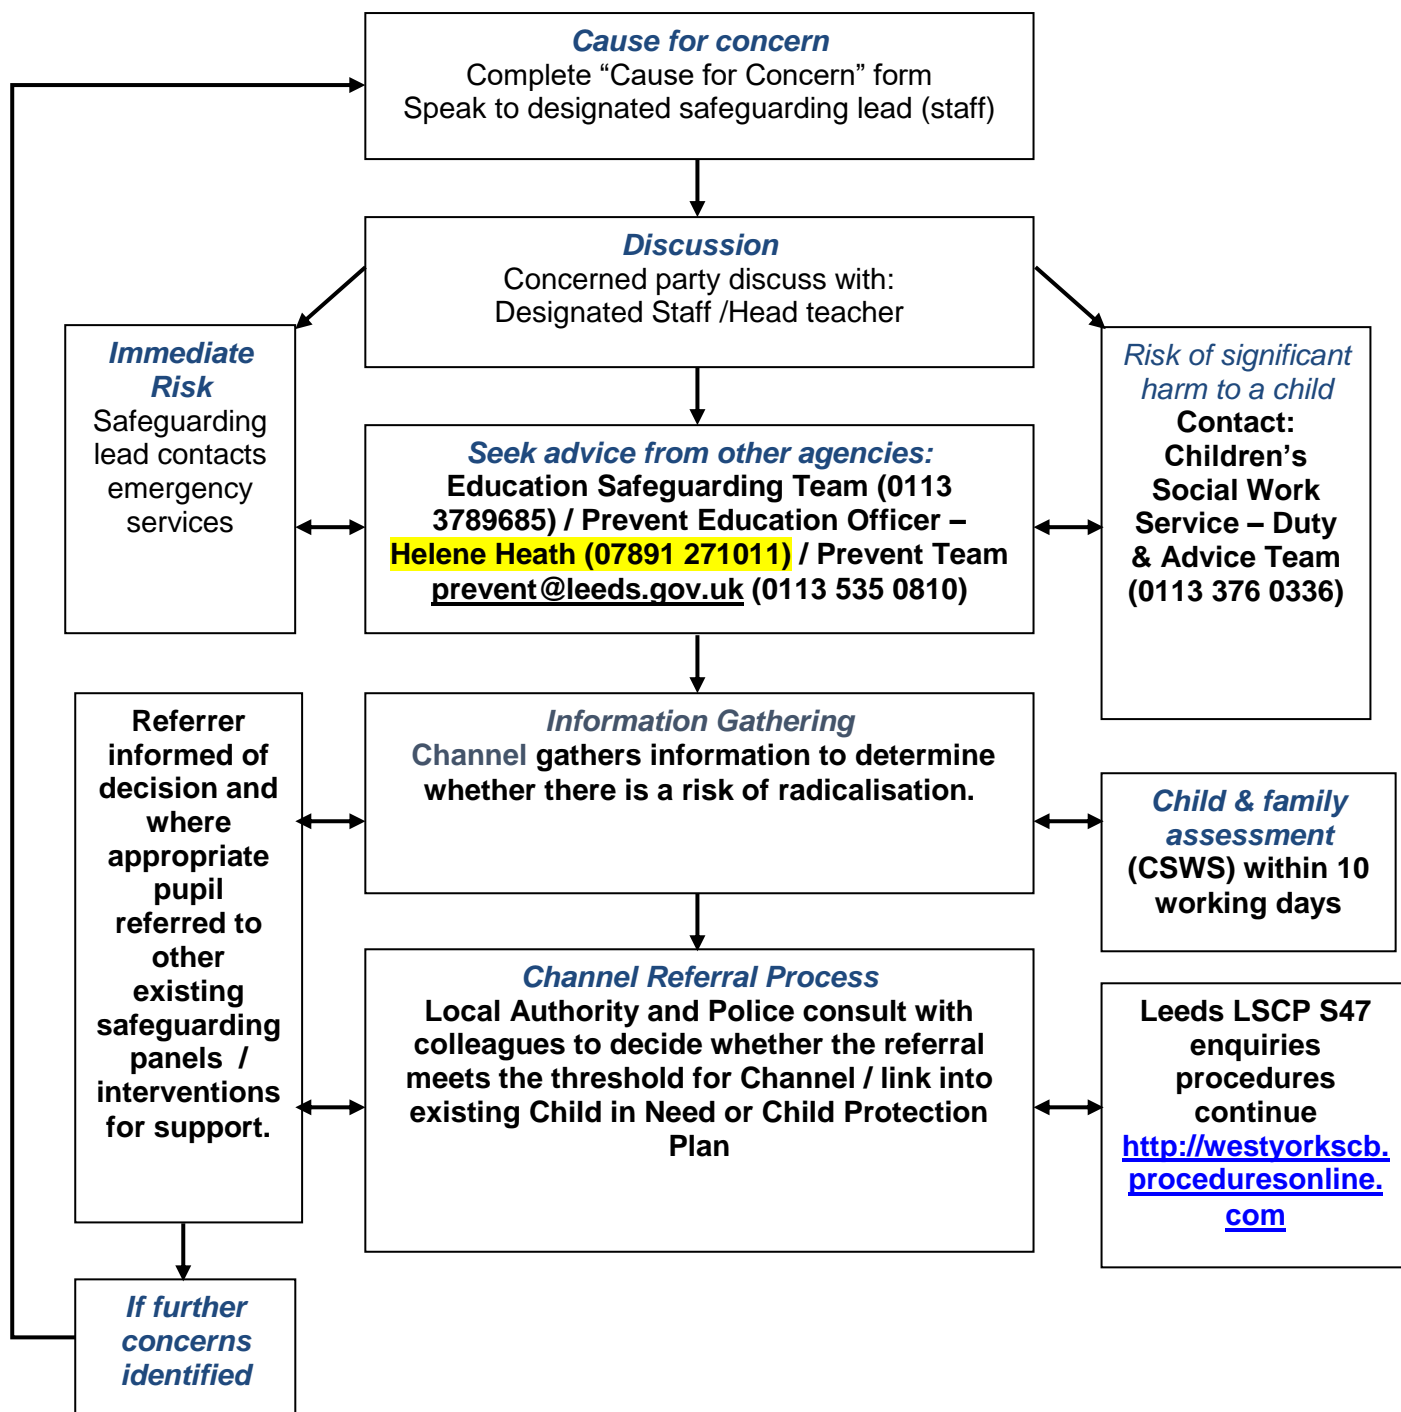 Cause for concern
Complete “Cause for Concern” form
Speak to designated safeguarding lead (staff)
Discussion
Concerned party discuss with:
Designated Staff /Head teacher
Immediate
Risk
Safeguarding
lead contacts
emergency
services
Seek advice from other agencies:
Education Safeguarding Team (0113
3789685) / Prevent Education Officer –
Helene Heath (07891 271011) / Prevent Team
prevent@leeds.gov.uk (0113 535 0810)
Risk of significant
harm to a child
Contact:
Children’s
Social Work
Service – Duty
& Advice Team
(0113 376 0336)
Referrer
informed of
decision and
where
appropriate
pupil
referred to
other
existing
safeguarding
panels /
interventions
for support.
Information Gathering
Channel gathers information to determine
whether there is a risk of radicalisation.
Child & family
assessment
(CSWS) within 10
working days
Channel Referral Process
Local Authority and Police consult with
colleagues to decide whether the referral
meets the threshold for Channel / link into
existing Child in Need or Child Protection
Plan
Leeds LSCP S47
enquiries
procedures
continue
http://westyorkscb.
proceduresonline.
com
If further
concerns
identified